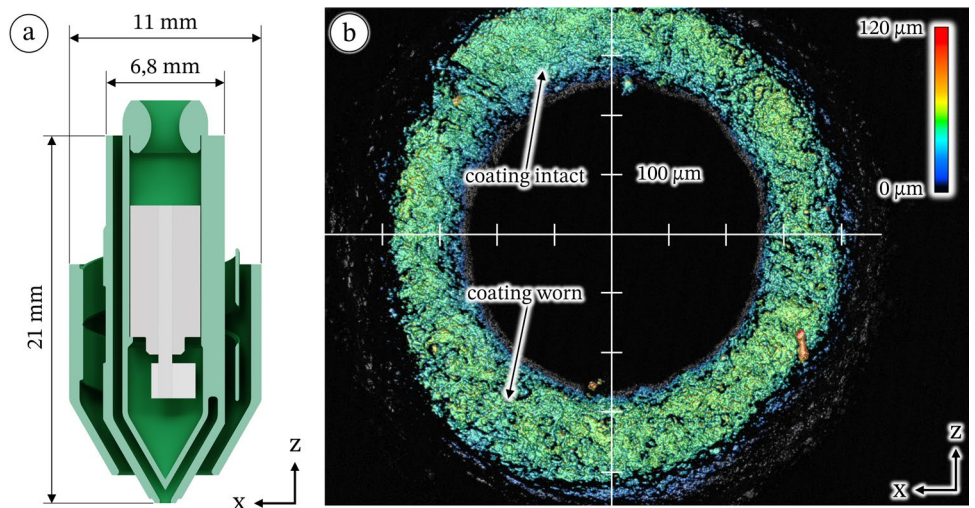 a
11 mm
6,8 mm
21 mm
z
x
b
120 µm
0 µm
coating intact
100 µm
coating worn
z
x